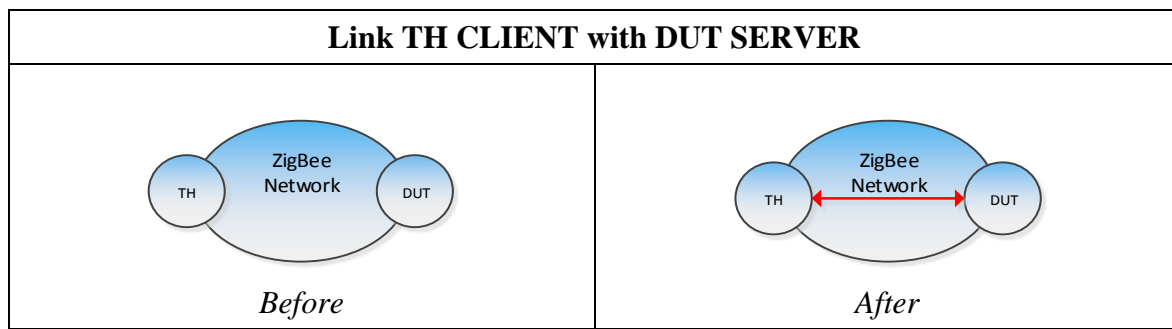 Link TH CLIENT with DUT SERVER
ZigBee
Network
TH
DUT
Before
ZigBee
Network
TH
DUT
After